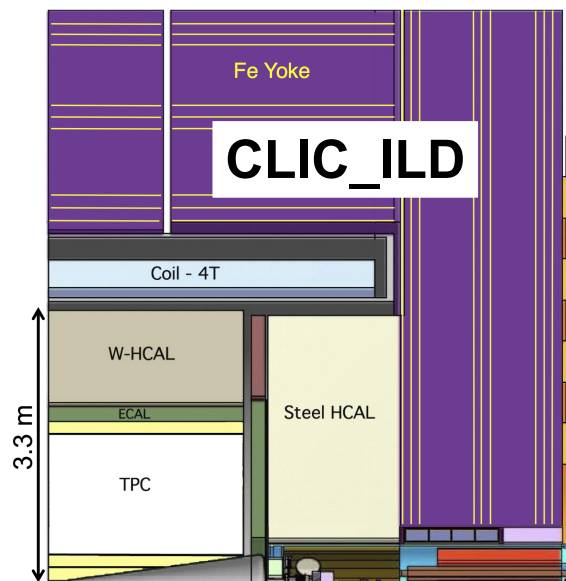 Fe Yoke
CLIC_ILD
Coil - 4T
W-HCAL
ECAL
Steel HCAL
TPC
3.3 m